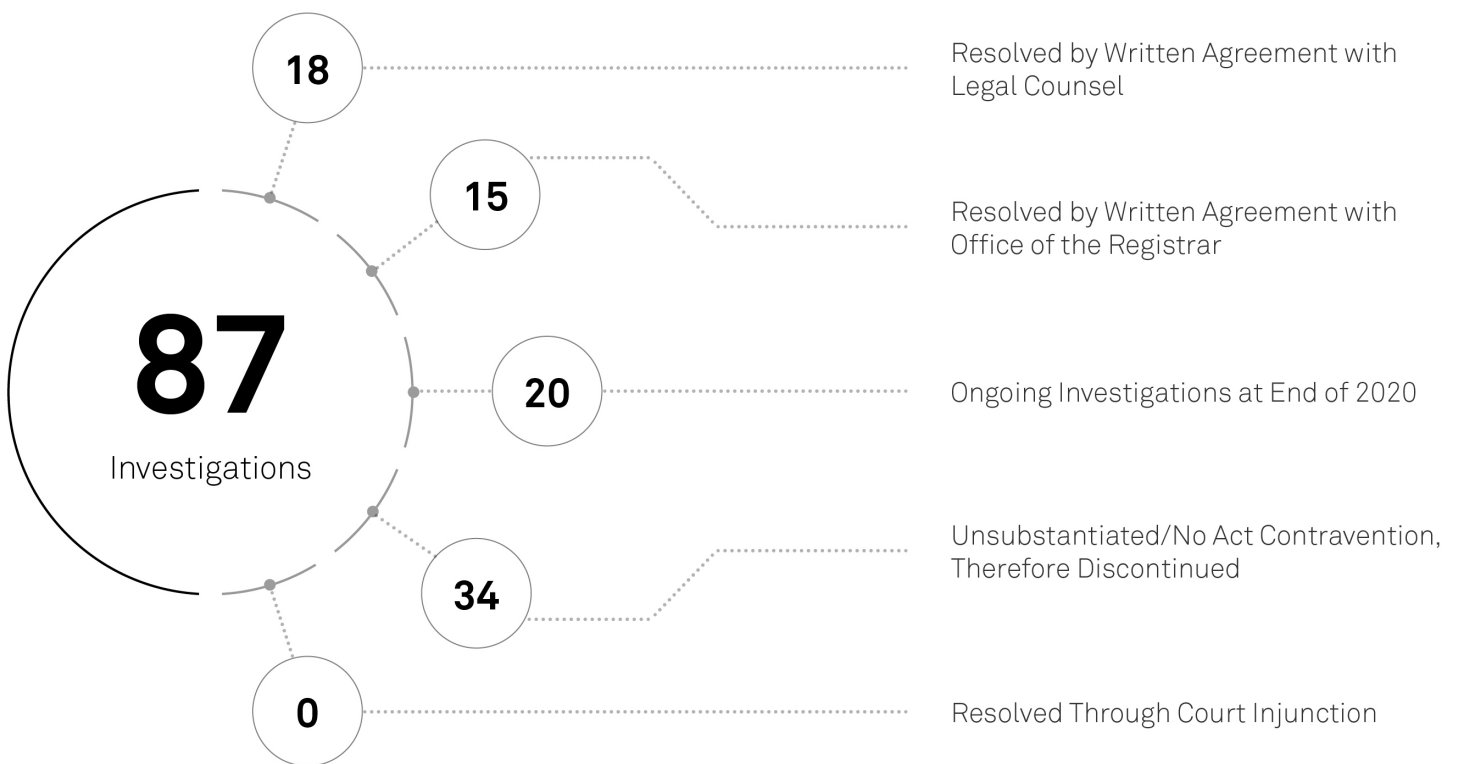 87
Investigations
18
Resolved by Written Agreement with
Legal Counsel
15
Resolved by Written Agreement with
Office of the Registrar
20
Ongoing Investigations at End of 2020
34
Unsubstantiated/No Act Contravention,
Therefore Discontinued
0
Resolved Through Court Injunction